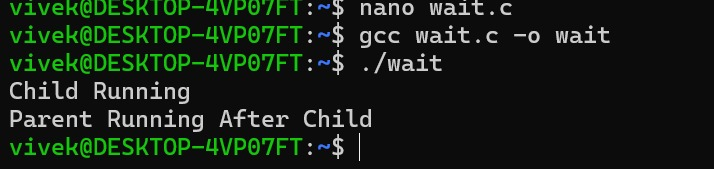 vivek@DESKTOP-4VP07FT:~$ nano wait.c
vivek@DESKTOP-4VP07FT:~$ gcc wait.c -o wait
vivek@DESKTOP-4VP07FT:~$ ./wait
Child Running
Parent Running After Child
vivek@DESKTOP-4VP07FT:~$